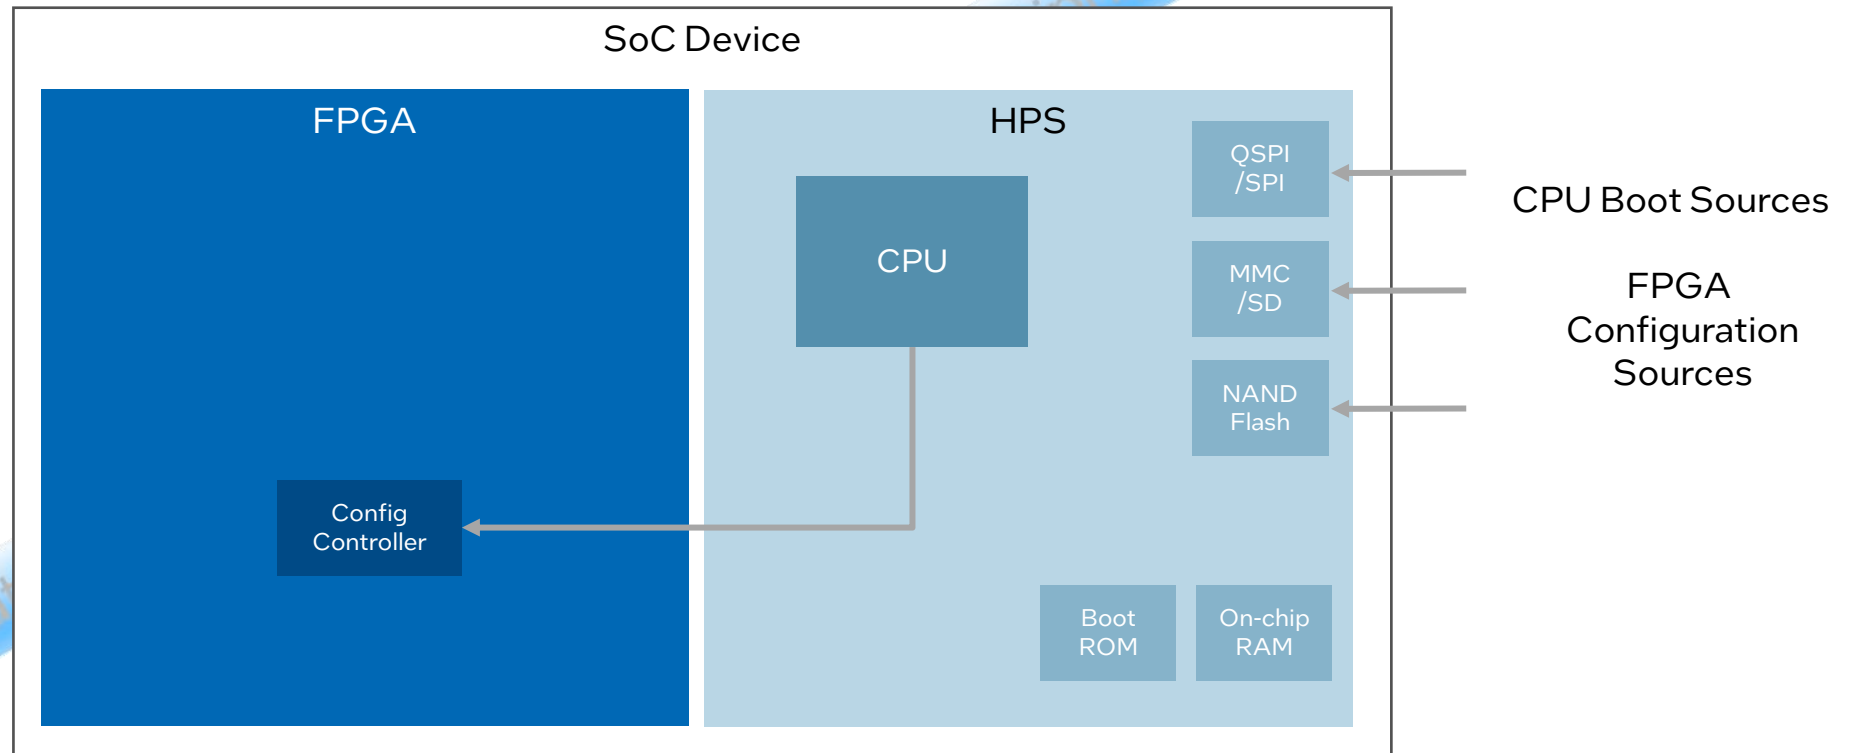 SoC Device
FPGA
HPS
QSPI
/SPI
CPU
MMC
/SD
NAND
Flash
Config
Controller
Boot
ROM
On-chip
RAM
CPU Boot Sources
FPGA
Configuration
Sources